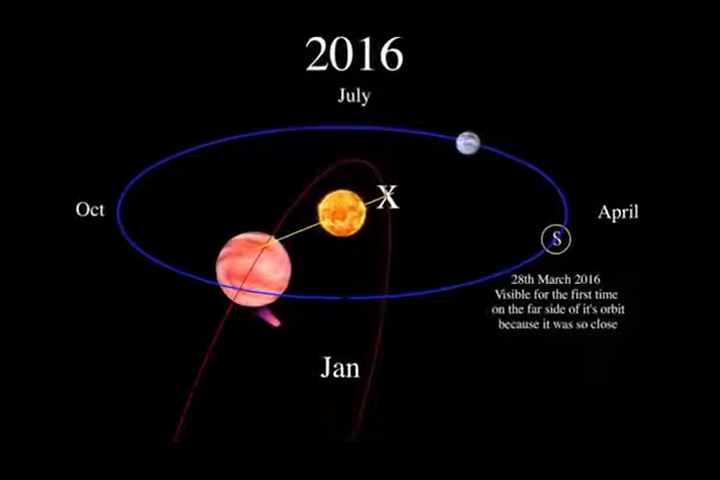 2016
July
X
Oct
April
S
28th March 2016
Visible for the first time
on the far side of it's orbit
because it was so close
Jan